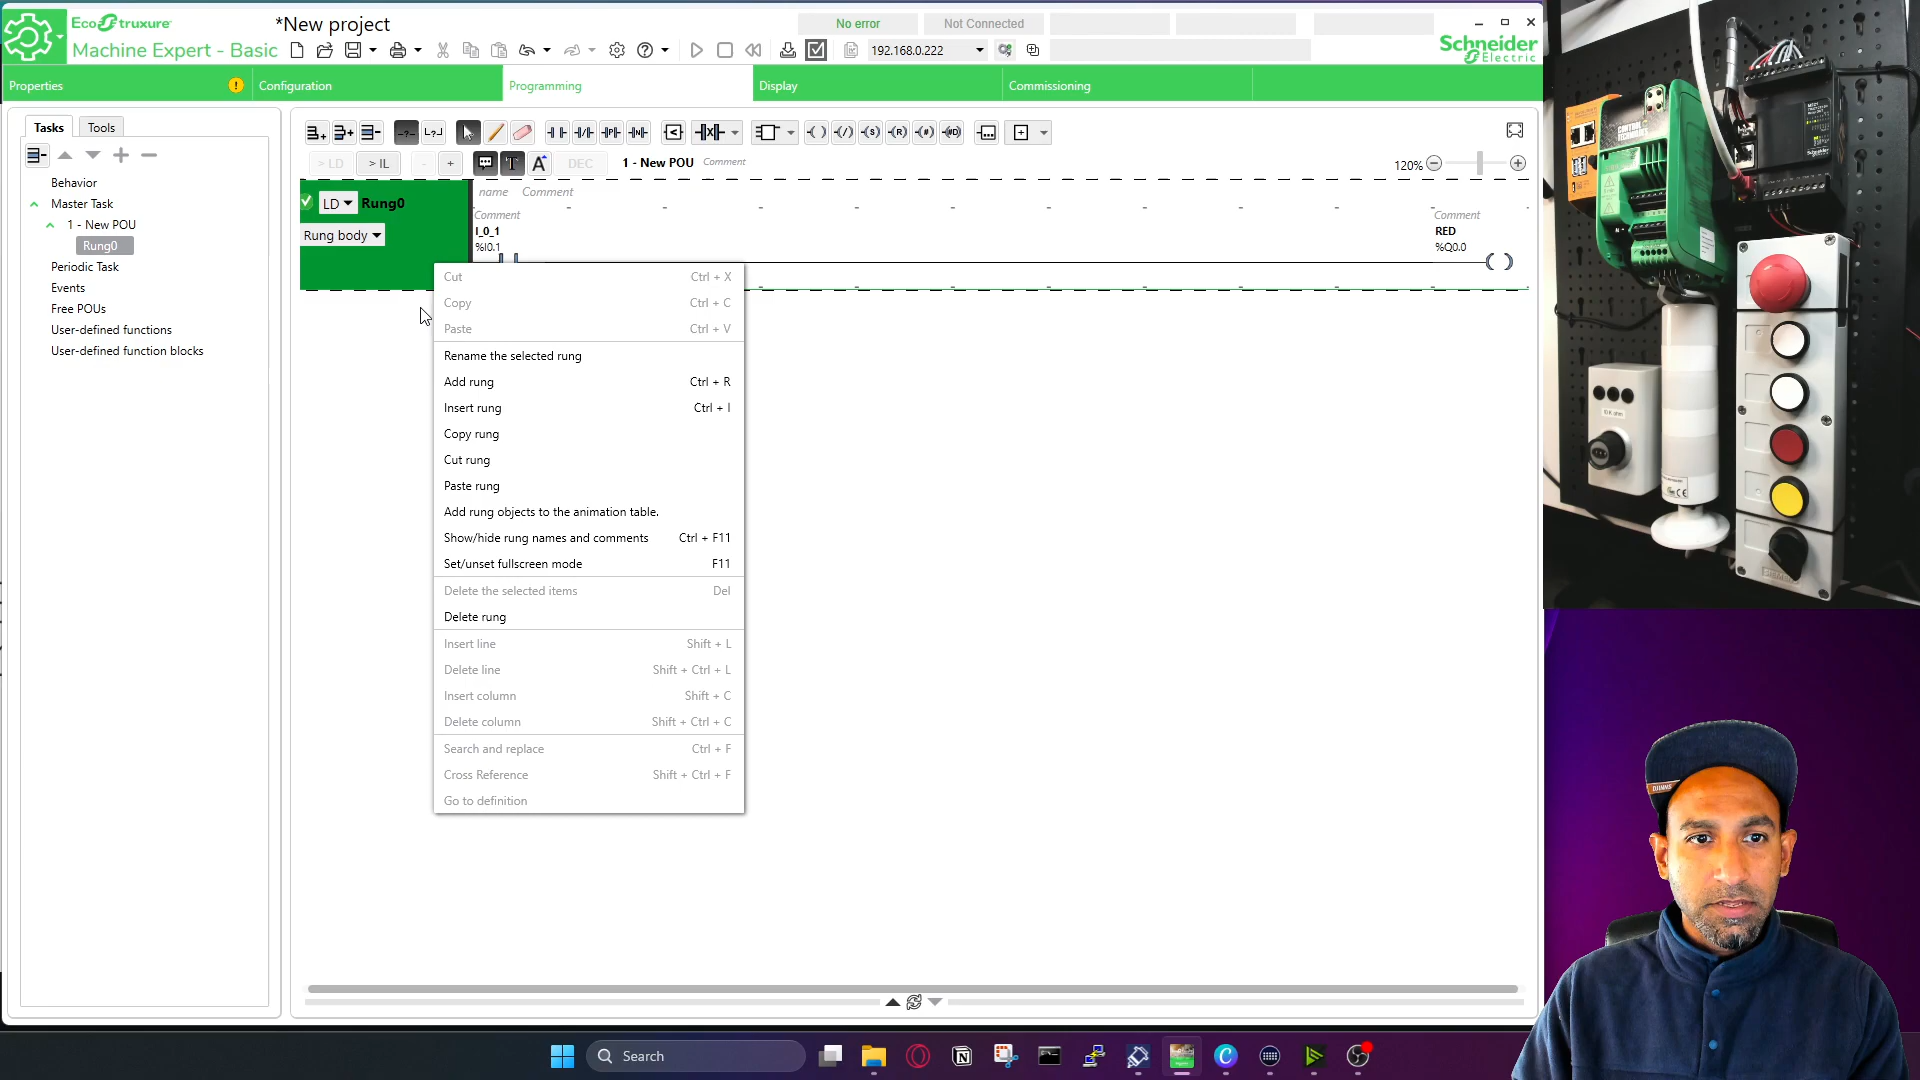 EcoStruxure
Machine Expert - Basic
*New project
No error
Not Connected
192.168.0.222
Schneider
Electric
Properties
Configuration
Programming
Display
Commissioning
Tasks
Tools
Behavior
Master Task
1 - New POU
Rung0
Periodic Task
Events
Free POUs
User-defined functions
User-defined function blocks
> LD
> IL
-
+
T
A
DEC
1 - New POU
Comment
120%
LD
Rung0
Rung body
name
Comment
Comment
I_0_1
%I0.1
Comment
RED
%Q0.0
Cut Ctrl + X
Copy Ctrl + C
Paste Ctrl + V
Rename the selected rung
Add rung Ctrl + R
Insert rung Ctrl + I
Copy rung
Cut rung
Paste rung
Add rung objects to the animation table.
Show/hide rung names and comments Ctrl + F11
Set/unset fullscreen mode F11
Delete the selected items Del
Delete rung
Insert line Shift + L
Delete line Shift + Ctrl + L
Insert column Shift + C
Delete column Shift + Ctrl + C
Search and replace Ctrl + F
Cross Reference Shift + Ctrl + F
Go to definition
Search
CONTROL
TECHNIQUES
10 K ohm
DJINNS